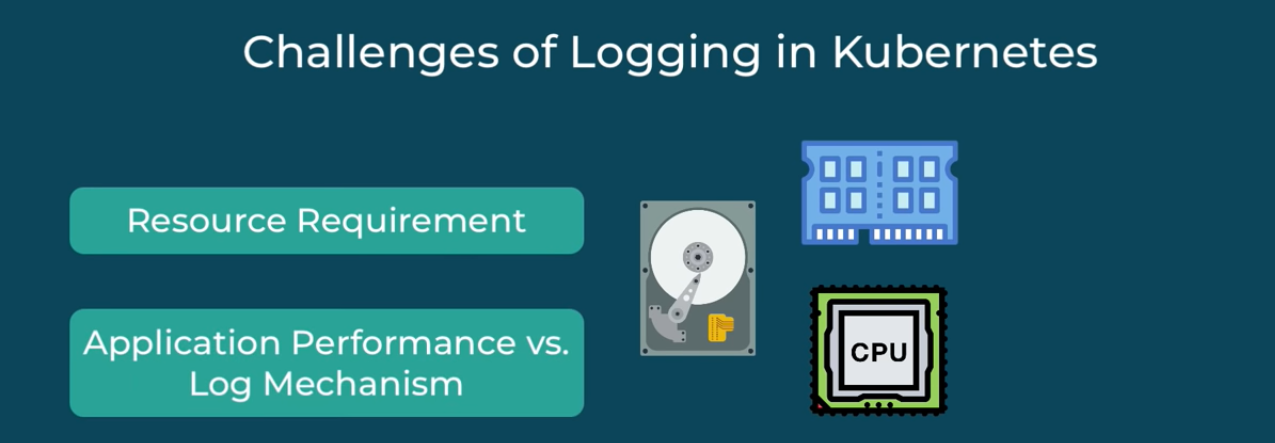 Challenges of Logging in Kubernetes
Resource Requirement
Application Performance vs.
Log Mechanism
CPU